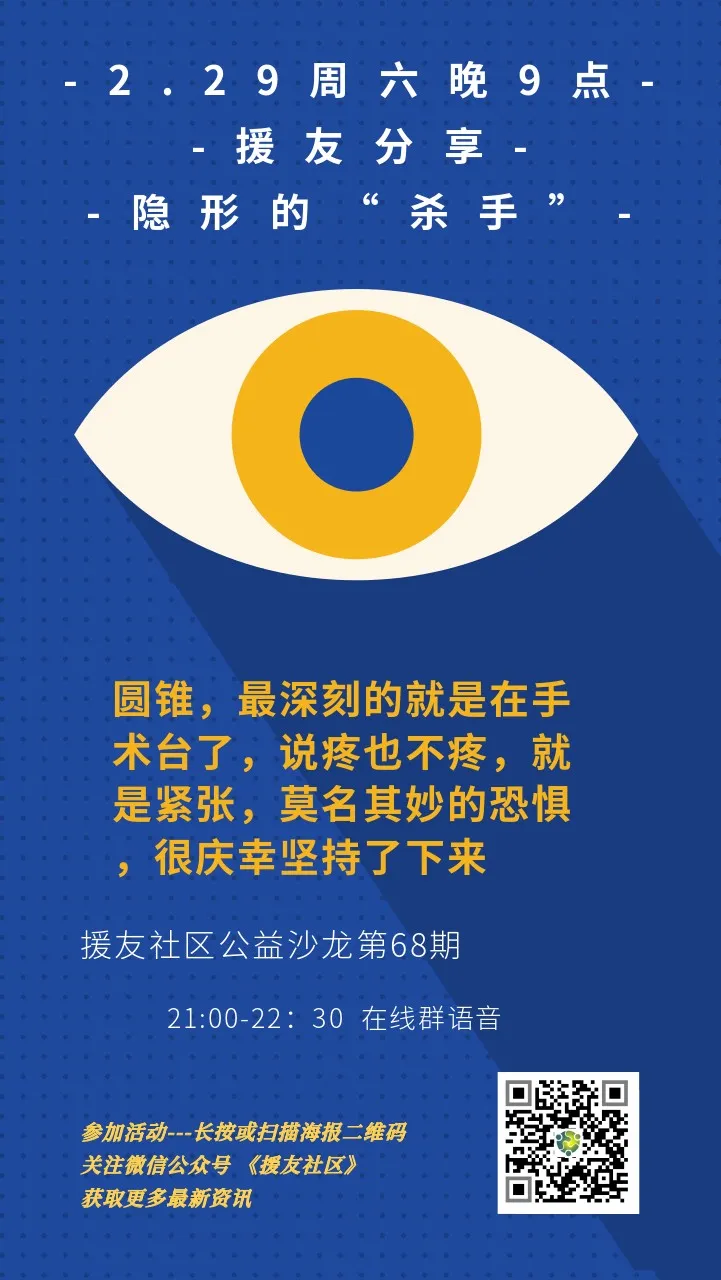 - 2 . 2 9 周 六 晚 9 点 -
- 援 友 分 享 -
- 隐 形 的 “ 杀 手 ” -
圆锥，最深刻的就是在手
术台了，说疼也不疼，就
是紧张，莫名其妙的恐惧
，很庆幸坚持了下来
援友社区公益沙龙第68期
21:00-22：30 在线群语音
参加活动---长按或扫描海报二维码
关注微信公众号 《援友社区》
获取更多最新资讯